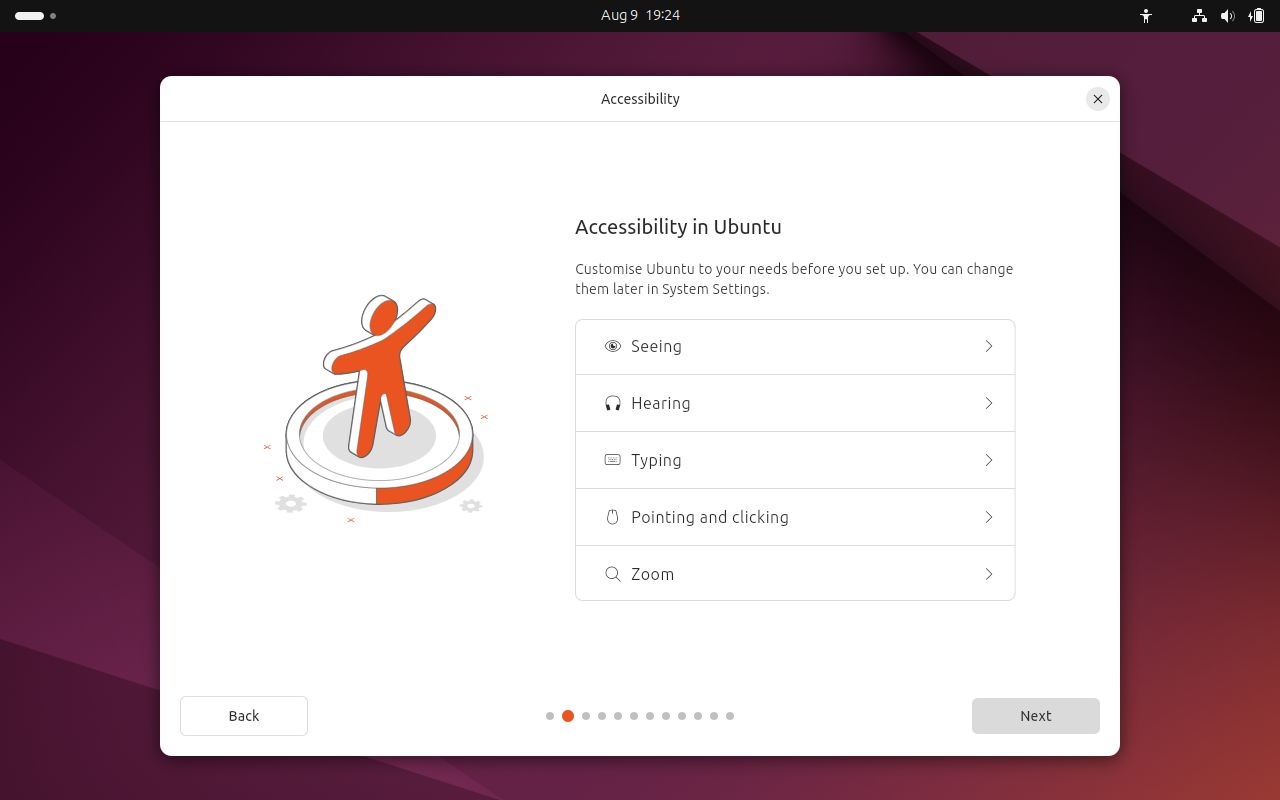 Aug 9 19:24
Accessibility
Accessibility in Ubuntu
Customise Ubuntu to your needs before you set up. You can change
them later in System Settings.
Seeing
Hearing
Typing
Pointing and clicking
Zoom
Back
Next